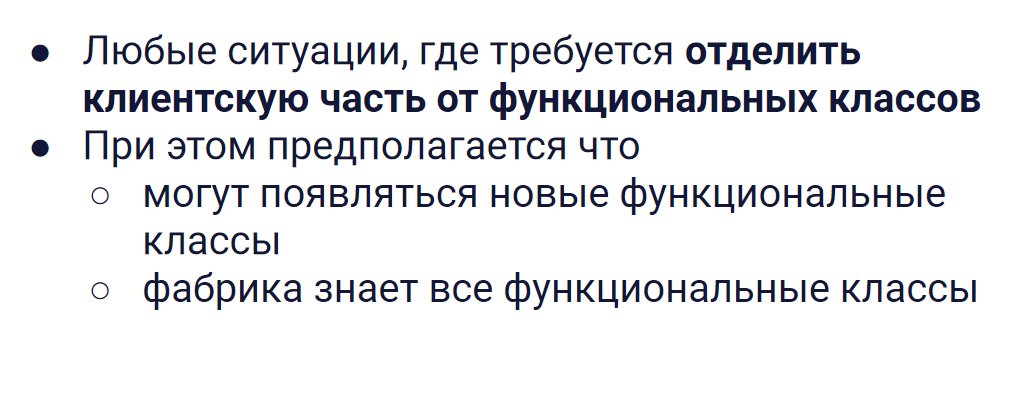 ● Любые ситуации, где требуется отделить
клиентскую часть от функциональных классов
● При этом предполагается что
○ могут появляться новые функциональные
классы
○ фабрика знает все функциональные классы